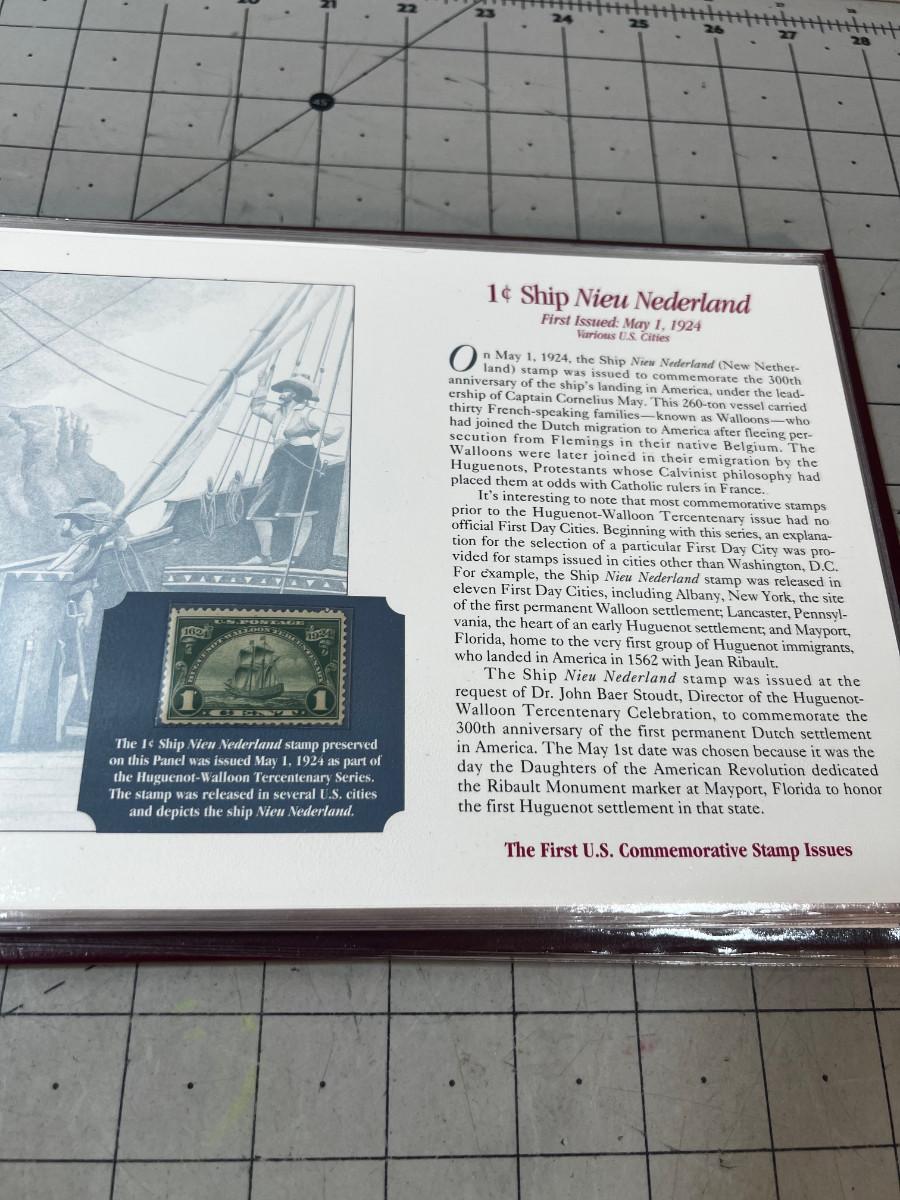 20 21 22 23 24 25 26 27 28
45
1¢ Ship Nieu Nederland
First Issued: May 1, 1924
Various U.S. Cities
On May 1, 1924, the Ship Nieu Nederland (New Nether-
land) stamp was issued to commemorate the 300th
anniversary of the ship's landing in America, under the lead-
ership of Captain Cornelius May. This 260-ton vessel carried
thirty French-speaking families—known as Walloons—who
had joined the Dutch migration to America after fleeing per-
secution from Flemings in their native Belgium. The
Walloons were later joined in their emigration by the
Huguenots, Protestants whose Calvinist philosophy had
placed them at odds with Catholic rulers in France.
It's interesting to note that most commemorative stamps
prior to the Huguenot-Walloon Tercentenary issue had no
official First Day Cities. Beginning with this series, an explana-
tion for the selection of a particular First Day City was pro-
vided for stamps issued in cities other than Washington, D.C.
For example, the Ship Nieu Nederland stamp was released in
eleven First Day Cities, including Albany, New York, the site
of the first permanent Walloon settlement; Lancaster, Pennsyl-
vania, the heart of an early Huguenot settlement; and Mayport,
Florida, home to the very first group of Huguenot immigrants,
who landed in America in 1562 with Jean Ribault.
The Ship Nieu Nederland stamp was issued at the
request of Dr. John Baer Stoudt, Director of the Huguenot-
Walloon Tercentenary Celebration, to commemorate the
300th anniversary of the first permanent Dutch settlement
in America. The May 1st date was chosen because it was the
day the Daughters of the American Revolution dedicated
the Ribault Monument marker at Mayport, Florida to honor
the first Huguenot settlement in that state.
The First U.S. Commemorative Stamp Issues
U.S. POSTAGE
1624 1924
HUGUENOT WALLOON TERCENTENARY
1 1
CENT
The 1¢ Ship Nieu Nederland stamp preserved
on this Panel was issued May 1, 1924 as part of
the Huguenot-Walloon Tercentenary Series.
The stamp was released in several U.S. cities
and depicts the ship Nieu Nederland.